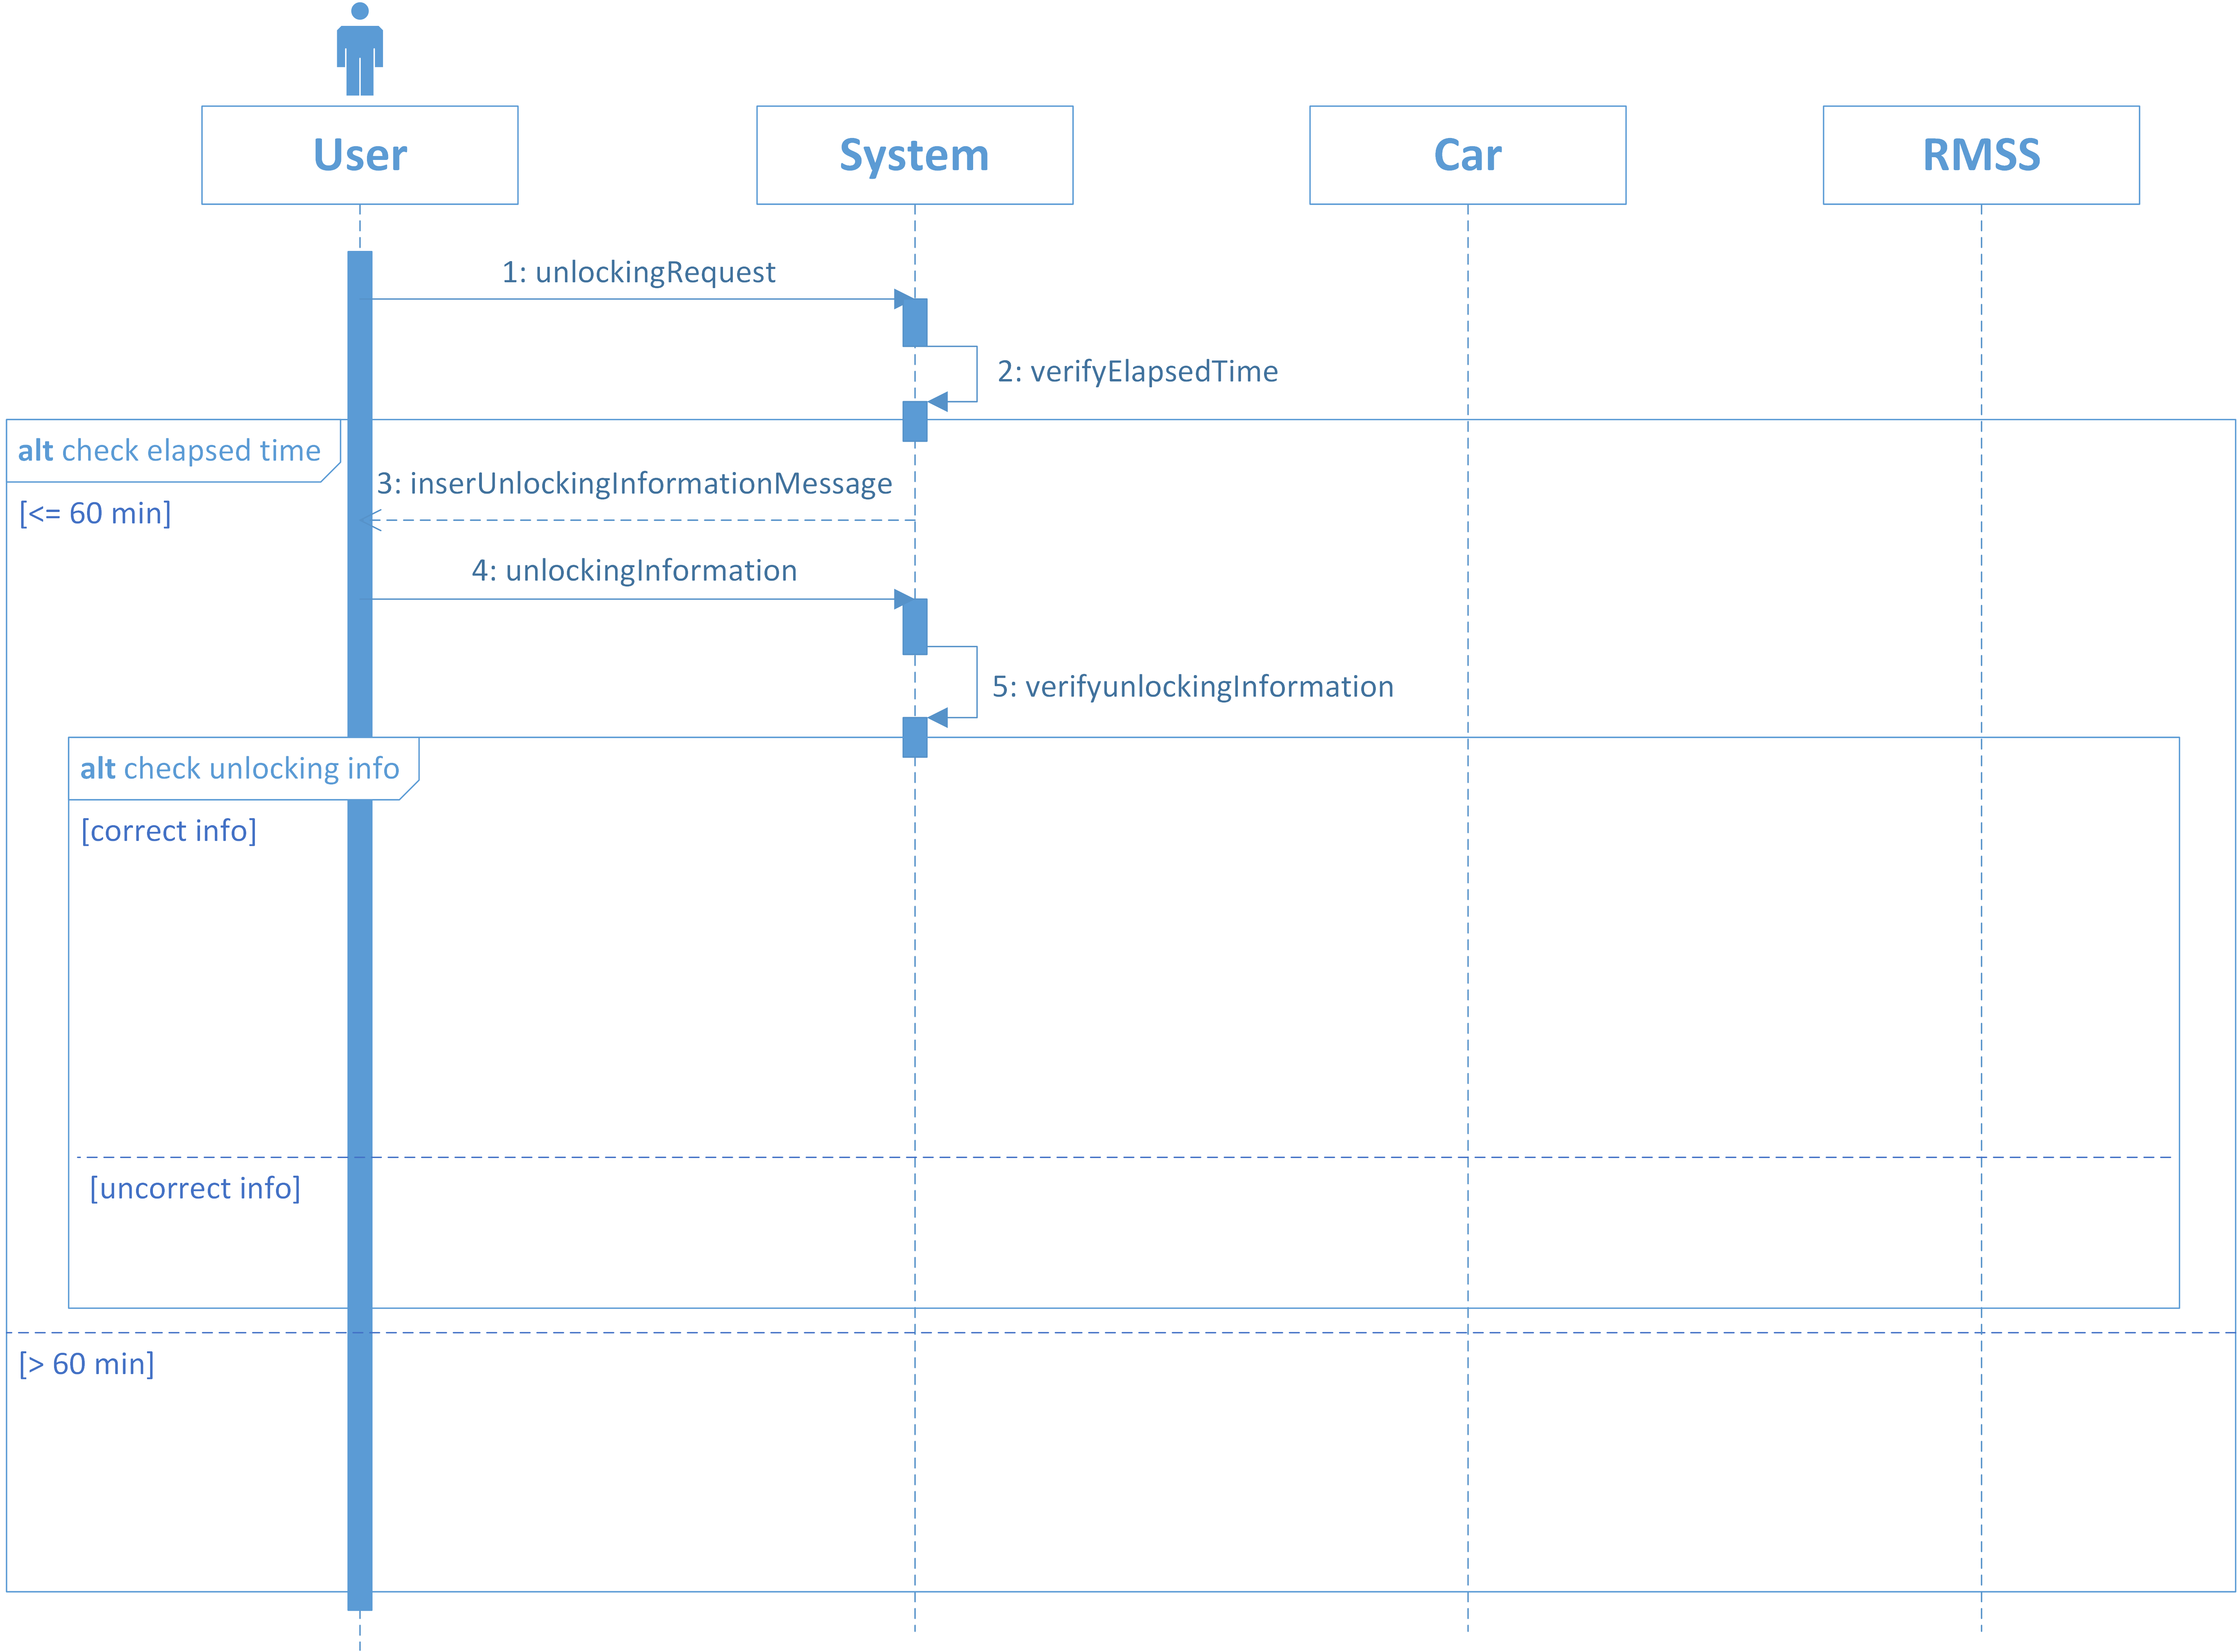 User
System
Car
RMSS
1: unlockingRequest
2: verifyElapsedTime
alt check elapsed time
3: inserUnlockingInformationMessage
[<= 60 min]
4: unlockingInformation
5: verifyunlockingInformation
alt check unlocking info
[correct info]
[uncorrect info]
[> 60 min]